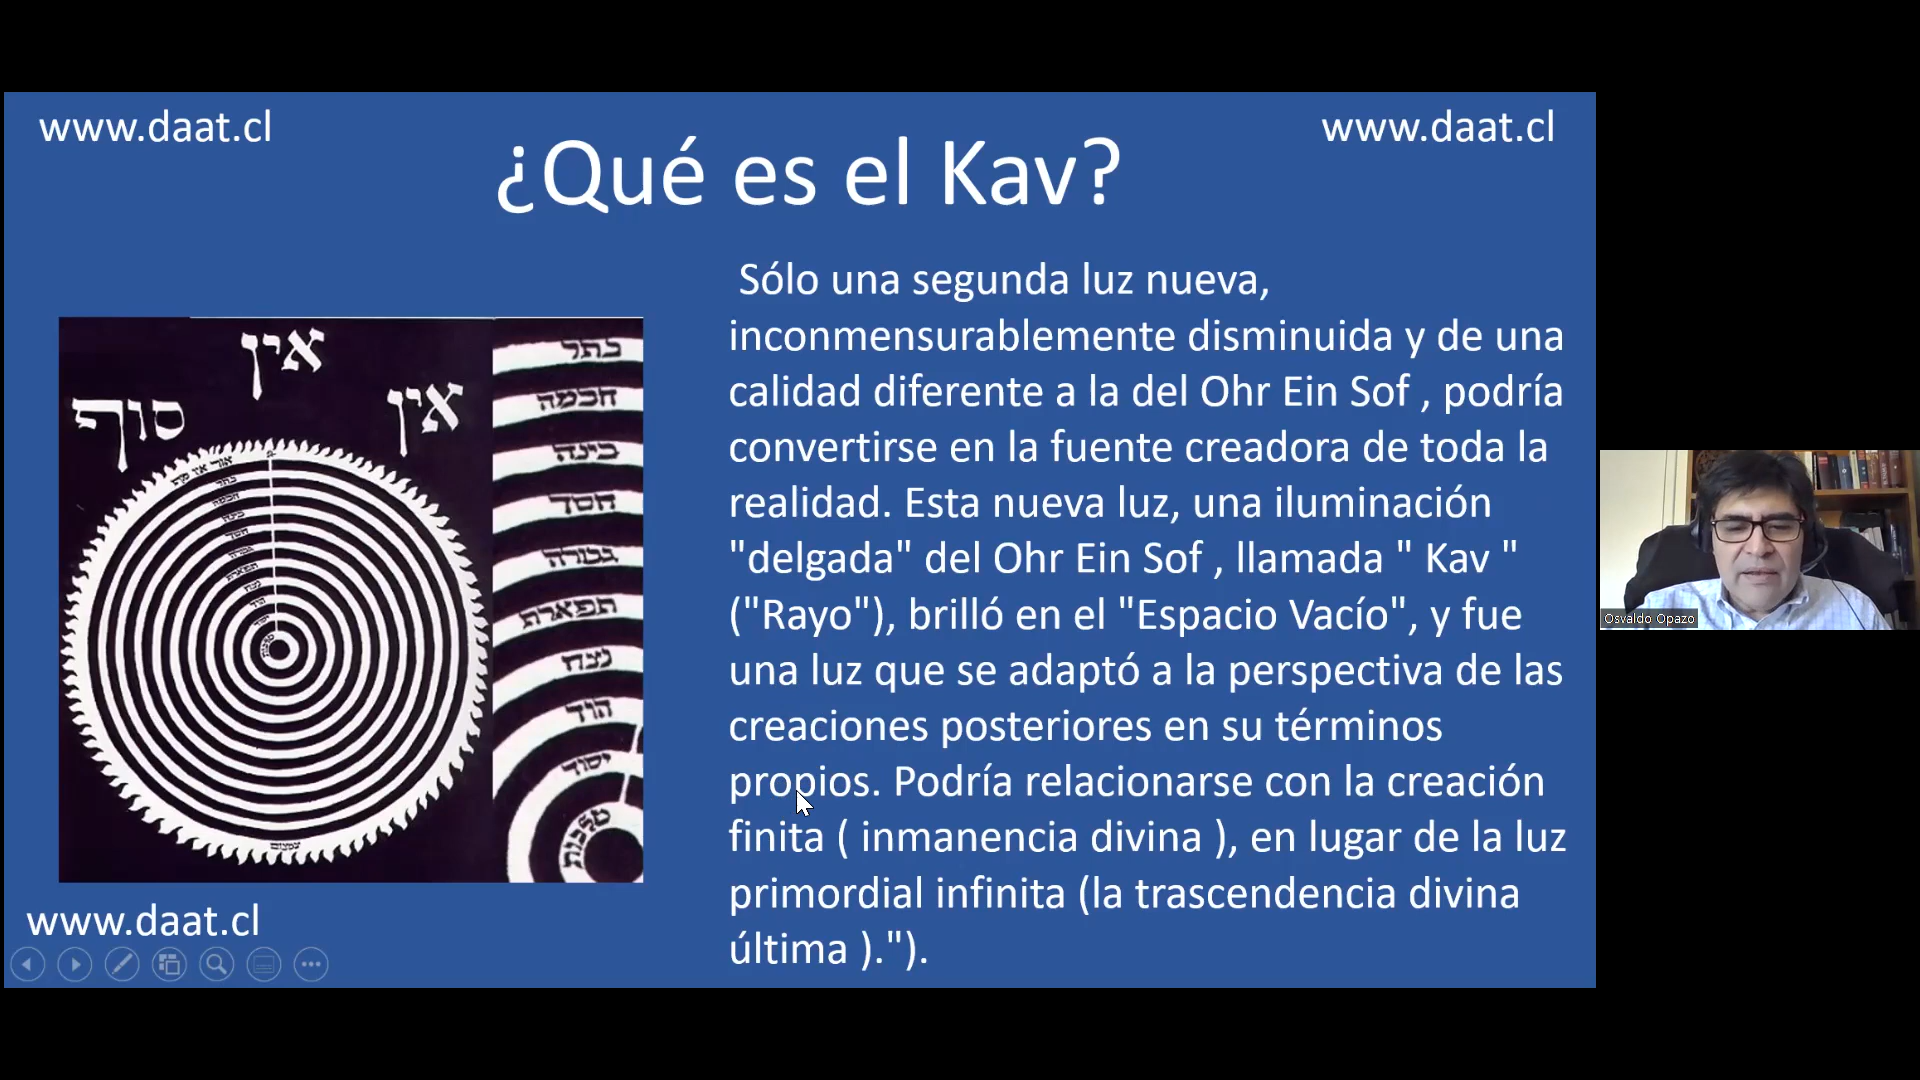 www.daat.cl
www.daat.cl
¿Qué es el Kav?
Sólo una segunda luz nueva,
inconmensurablemente disminuida y de una
calidad diferente a la del Ohr Ein Sof , podría
convertirse en la fuente creadora de toda la
realidad. Esta nueva luz, una iluminación
"delgada" del Ohr Ein Sof , llamada " Kav "
("Rayo"), brilló en el "Espacio Vacío", y fue
una luz que se adaptó a la perspectiva de las
creaciones posteriores en su términos
propios. Podría relacionarse con la creación
finita ( inmanencia divina ), en lugar de la luz
primordial infinita (la trascendencia divina
última ).").
אין
אין
סוף
כתר
חכמה
בינה
חסד
גבורה
תפארת
נצח
הוד
יסוד
מלכות
www.daat.cl
Osvaldo Opazo